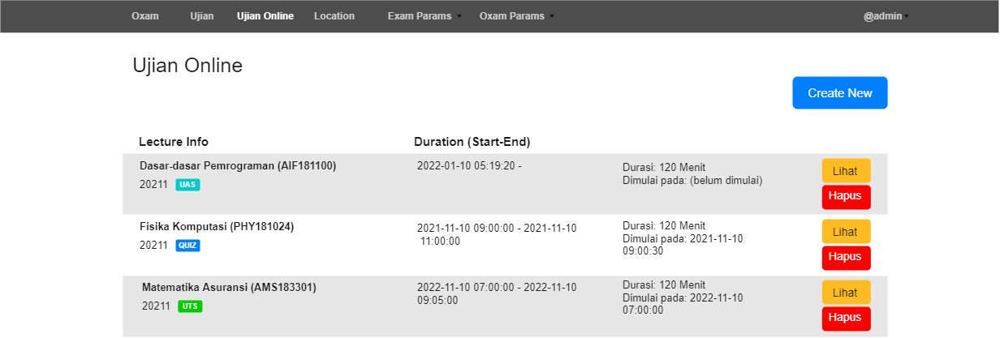 Oxam Ujian Ujian Online Location Exam Params Oxam Params @admin
Ujian Online
Create New
Lecture Info Duration (Start-End)
Dasar-dasar Pemrograman (AIF181100)
20211 UAS
2022-01-10 05:19:20 -
Durasi: 120 Menit
Dimulai pada: (belum dimulai)
Lihat
Hapus
Fisika Komputasi (PHY181024)
20211 QUIZ
2021-11-10 09:00:00 - 2021-11-10
11:00:00
Durasi: 120 Menit
Dimulai pada: 2021-11-10
09:00:30
Lihat
Hapus
Matematika Asuransi (AMS183301)
20211 UTS
2022-11-10 07:00:00 - 2022-11-10
09:05:00
Durasi: 120 Menit
Dimulai pada: 2022-11-10
07:00:00
Lihat
Hapus